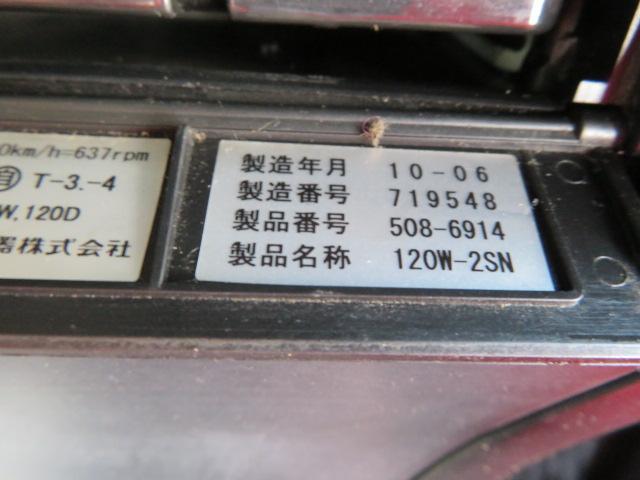 0km/h=637rpm
T-3.-4
W.120D
器株式会社
製造年月 10-06
製造番号 719548
製品番号 508-6914
製品名称 120W-2SN